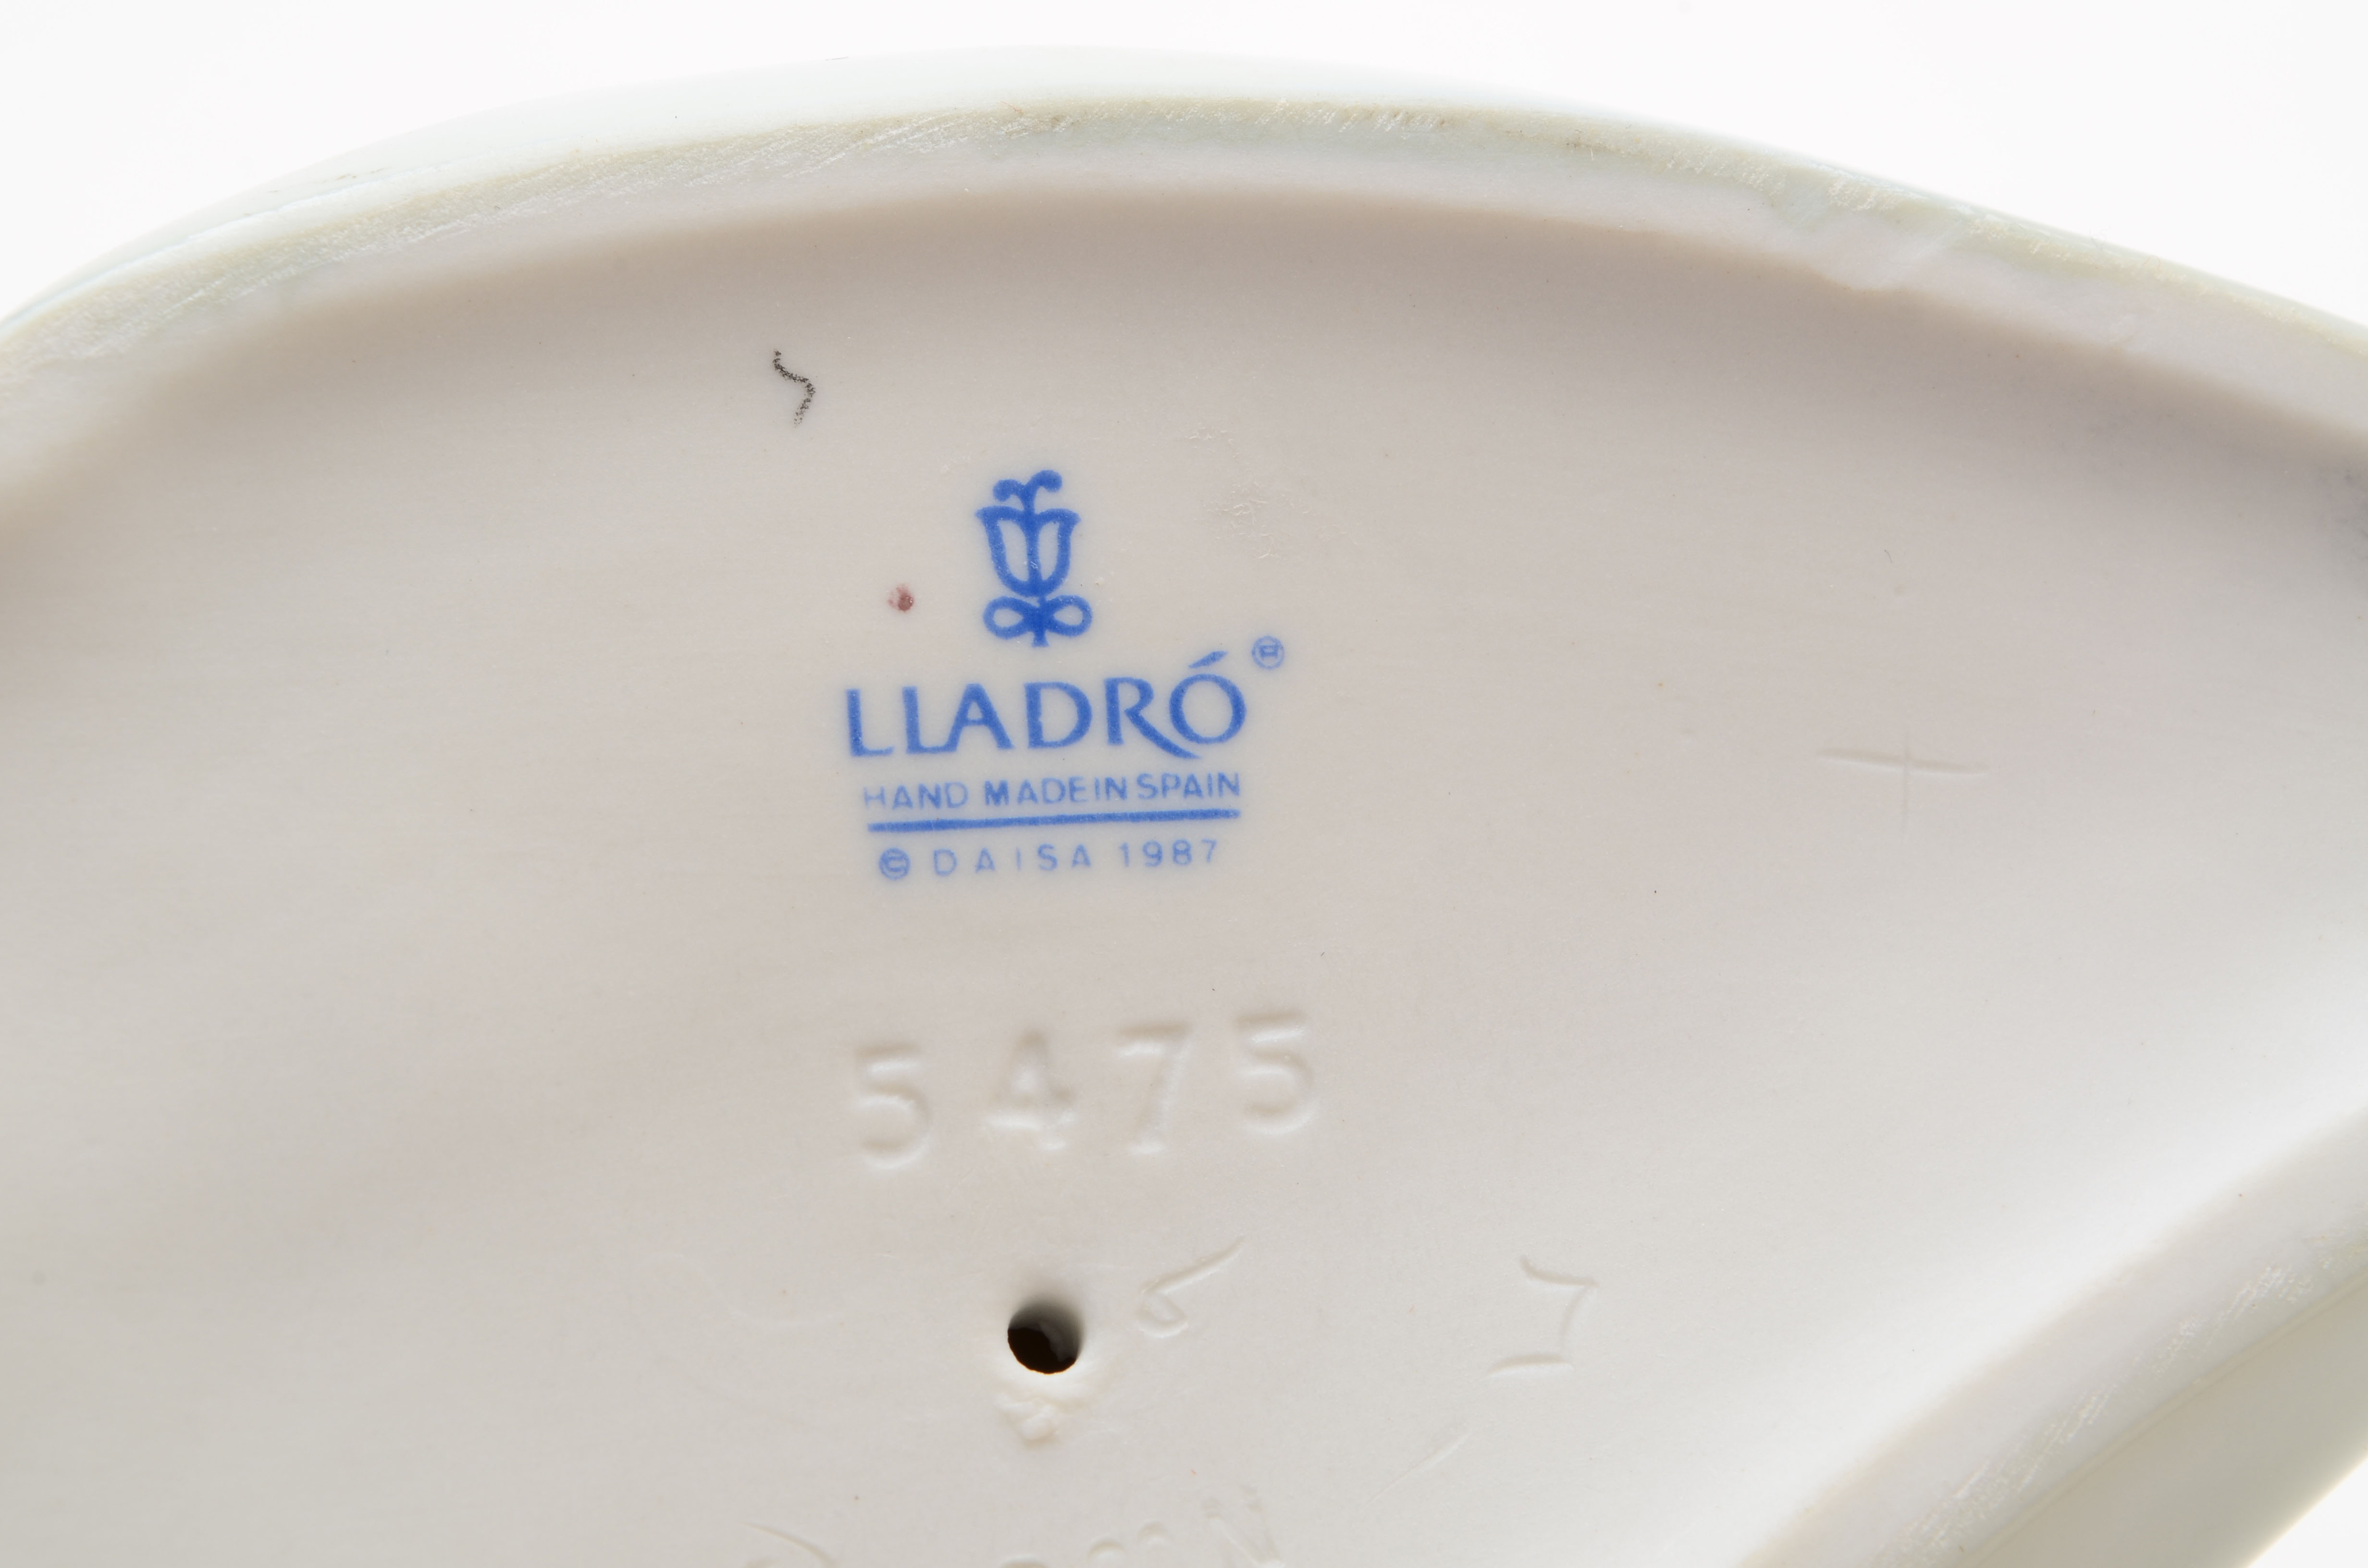 LLADRÓ®
HAND MADE IN SPAIN
© DAISA 1987
5475